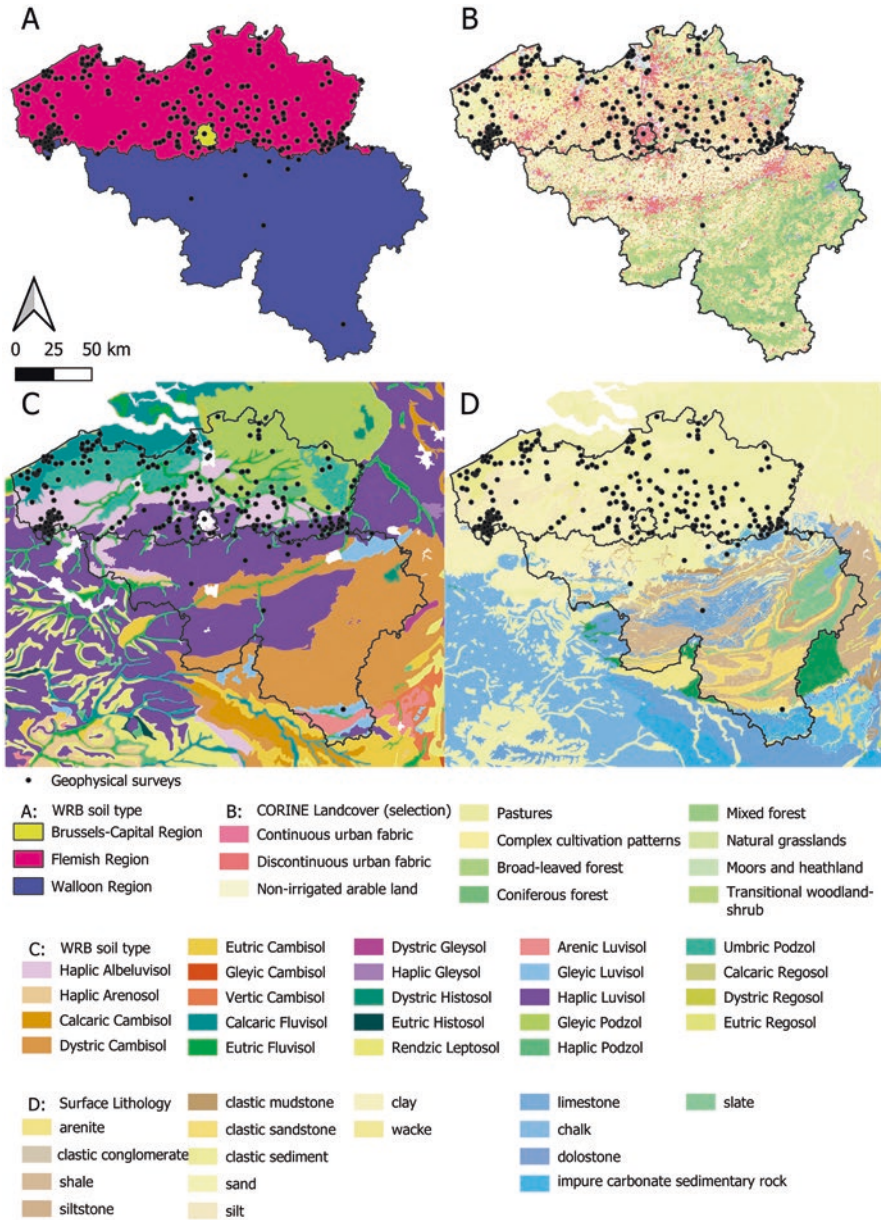 A
B
0 25 50 km
C
D
Geophysical surveys
A: WRB soil type
Brussels-Capital Region
Flemish Region
Walloon Region
B: CORINE Landcover (selection)
Continuous urban fabric
Discontinuous urban fabric
Non-irrigated arable land
Pastures
Complex cultivation patterns
Broad-leaved forest
Coniferous forest
Mixed forest
Natural grasslands
Moors and heathland
Transitional woodland-
shrub
C: WRB soil type
Haplic Albeluvisol
Haplic Arenosol
Calcaric Cambisol
Dystric Cambisol
Eutric Cambisol
Gleyic Cambisol
Vertic Cambisol
Calcaric Fluvisol
Eutric Fluvisol
Dystric Gleysol
Haplic Gleysol
Dystric Histosol
Eutric Histosol
Rendzic Leptosol
Arenic Luvisol
Gleyic Luvisol
Haplic Luvisol
Gleyic Podzol
Haplic Podzol
Umbric Podzol
Calcaric Regosol
Dystric Regosol
Eutric Regosol
D: Surface Lithology
arenite
clastic conglomerate
shale
siltstone
clastic mudstone
clastic sandstone
clastic sediment
sand
silt
clay
wacke
limestone
chalk
dolostone
impure carbonate sedimentary rock
slate